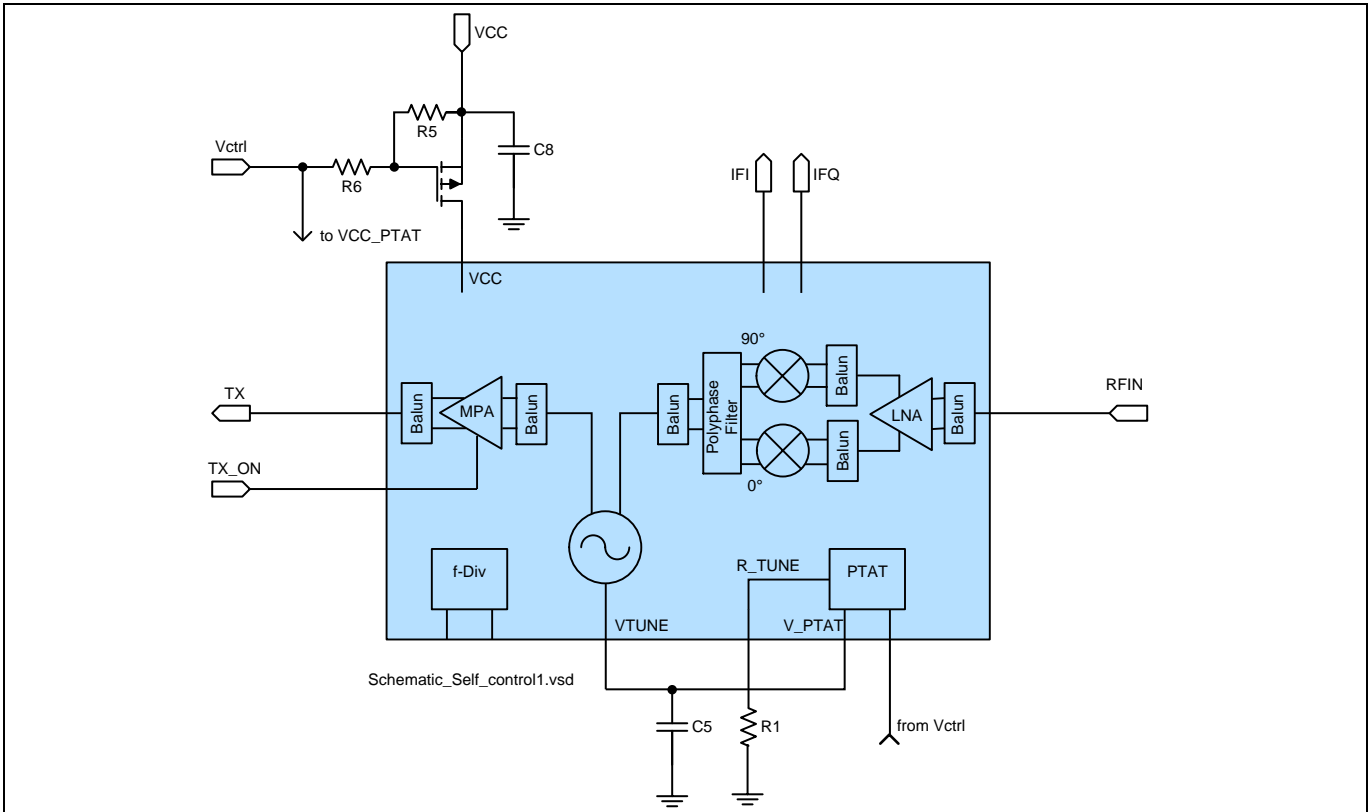 VCC
R5
C8
Vctrl
R6
to VCC_PTAT
IFI
IFQ
VCC
90°
Balun
TX
Balun
MPA
Balun
Balun
Polyphase
Filter
LNA
Balun
RFIN
Balun
TX_ON
0°
f-Div
R_TUNE
PTAT
VTUNE
V_PTAT
Schematic_Self_control1.vsd
C5
R1
from Vctrl